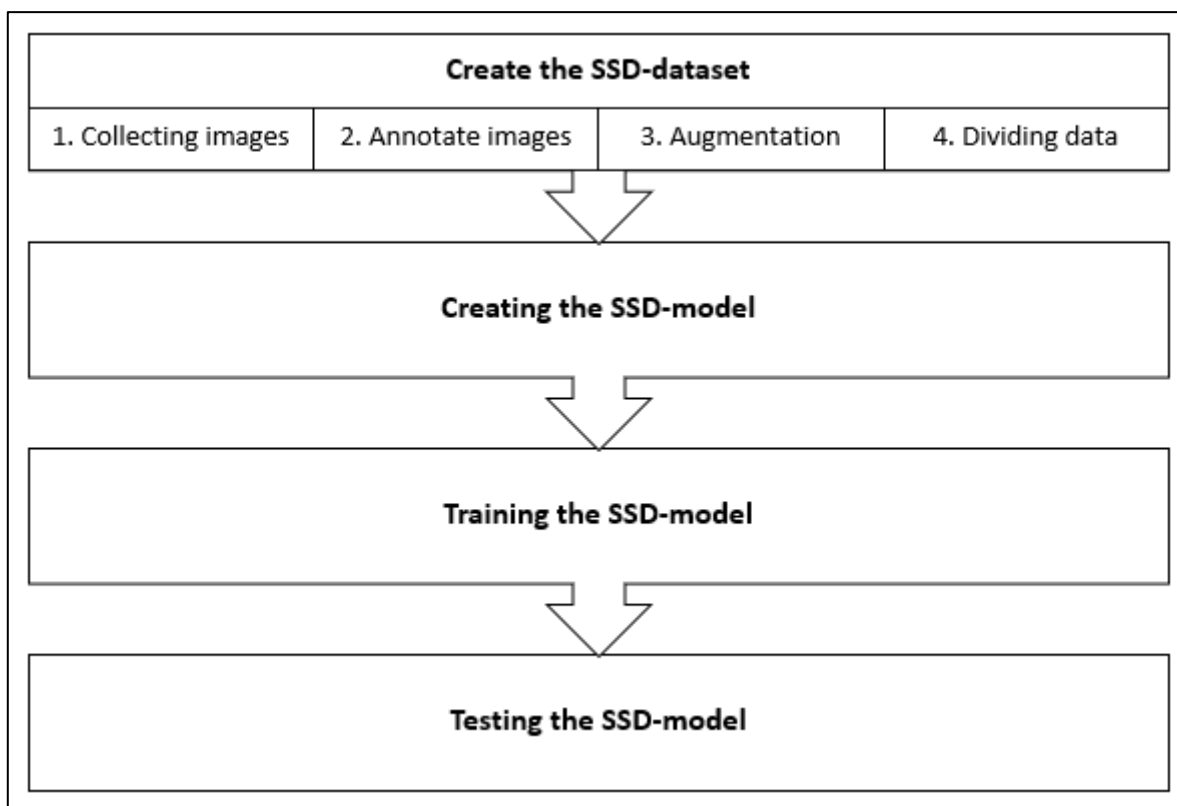 Create the SSD-dataset
1. Collecting images
2. Annotate images
3. Augmentation
4. Dividing data
Creating the SSD-model
Training the SSD-model
Testing the SSD-model